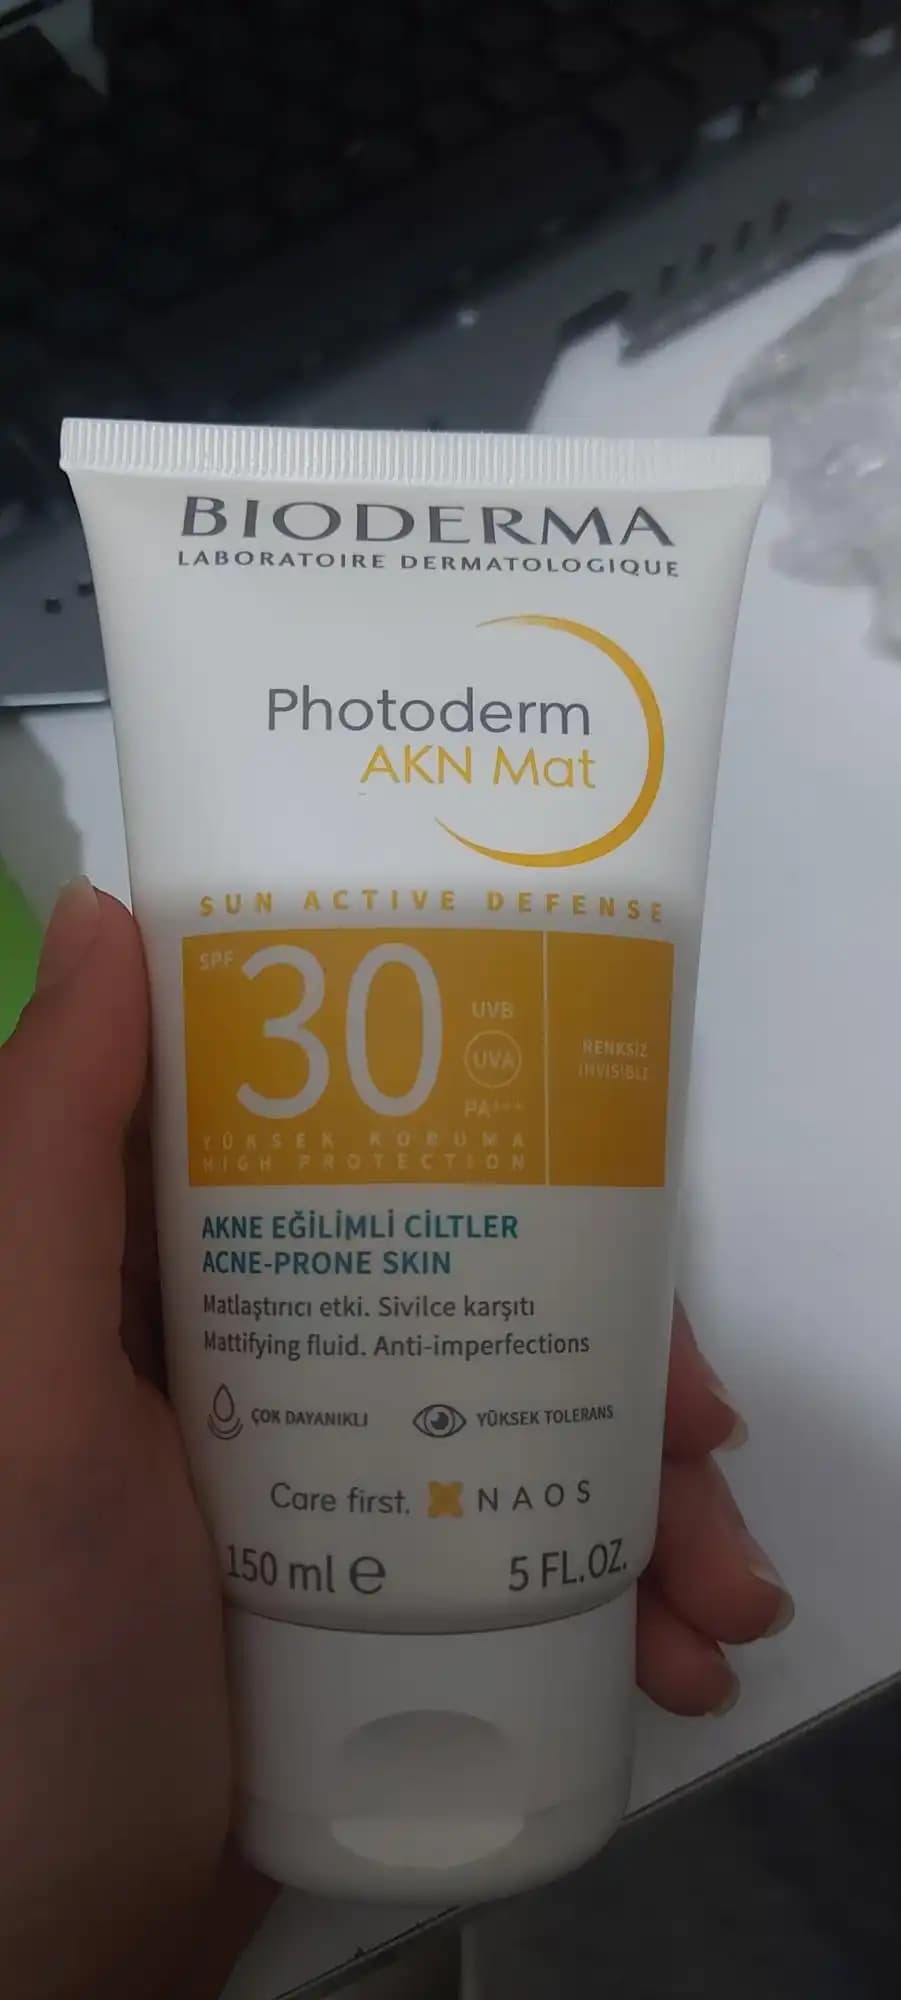 BIODERMA
LABORATOIRE DERMATOLOGIQUE
Photoderm
AKN Mat
SUN ACTIVE DEFENSE
SPF 30
UVB
UVA
PA+++
RENKSİZ
INVISIBLE
YÜKSEK KORUMA
HIGH PROTECTION
AKNE EĞİLİMLİ CİLTLER
ACNE-PRONE SKIN
Matlaştırıcı etki. Sivilce karşıtı
Mattifying fluid. Anti-imperfections
ÇOK DAYANIKLI
YÜKSEK TOLERANS
Care first. NAOS
150 ml e 5 FL.OZ.